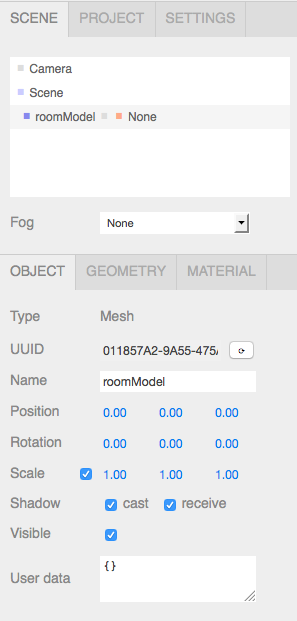 SCENE PROJECT SETTINGS
Camera
Scene
roomModel None
Fog None
OBJECT GEOMETRY MATERIAL
Type Mesh
UUID 011857A2-9A55-475A
Name roomModel
Position 0.00 0.00 0.00
Rotation 0.00 0.00 0.00
Scale 1.00 1.00 1.00
Shadow cast receive
Visible
User data {}